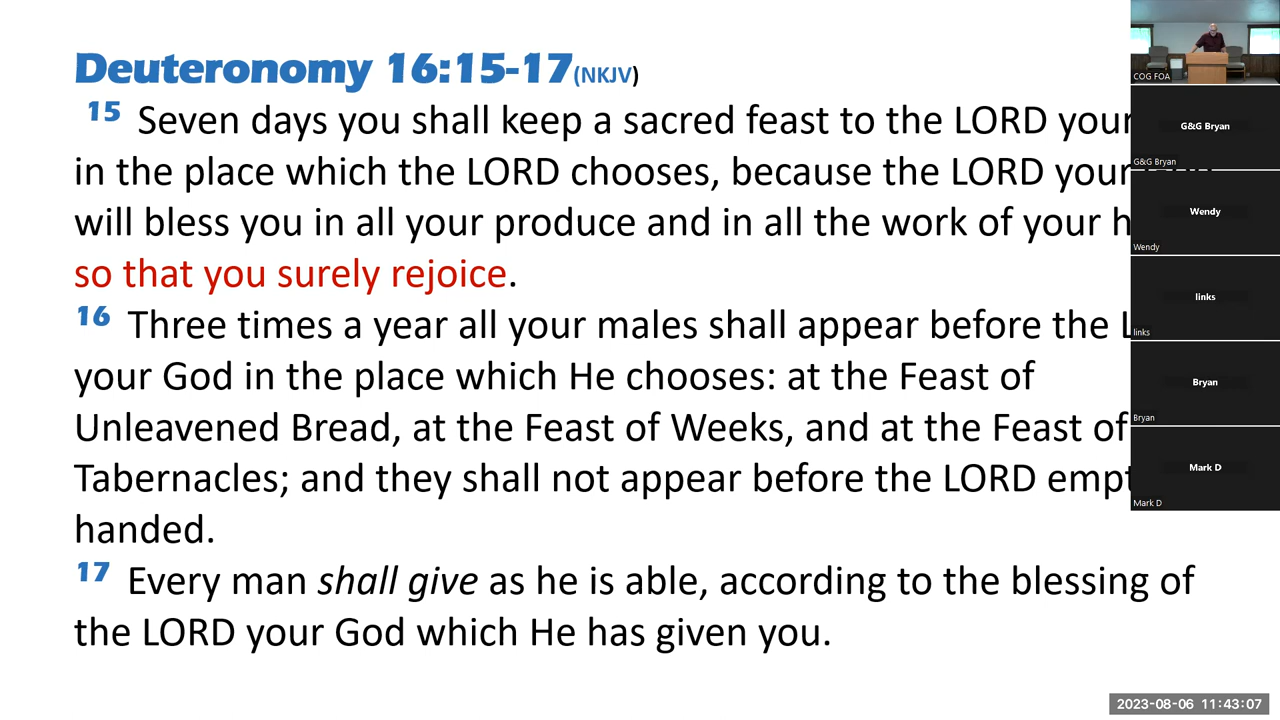 Deuteronomy 16:15-17(NKJV)
15 Seven days you shall keep a sacred feast to the LORD your
in the place which the LORD chooses, because the LORD your
will bless you in all your produce and in all the work of your
so that you surely rejoice.
16 Three times a year all your males shall appear before the
your God in the place which He chooses: at the Feast of
Unleavened Bread, at the Feast of Weeks, and at the Feast of
Tabernacles; and they shall not appear before the LORD
handed.
17 Every man shall give as he is able, according to the blessing of
the LORD your God which He has given you.
COG FOA
G&G Bryan
G&G Bryan
Wendy
Wendy
links
links
Bryan
Bryan
Mark D
Mark D
2023-08-06 11:43:07